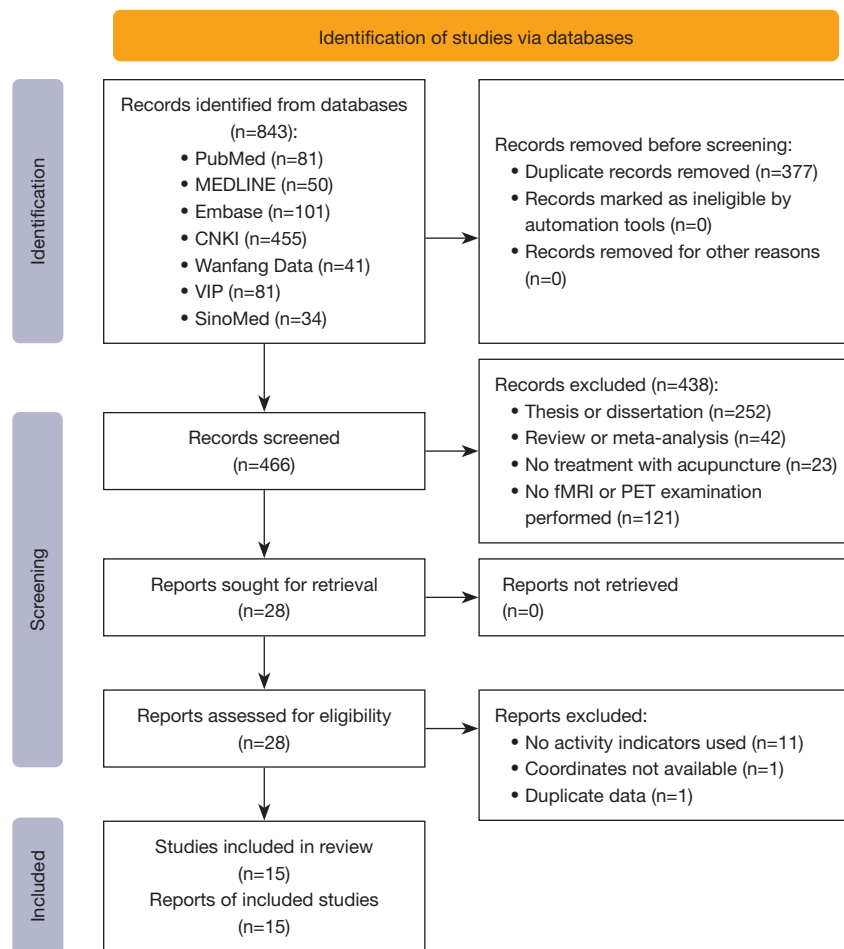 Identification of studies via databases
Identification
Records identified from databases
(n=843):
• PubMed (n=81)
• MEDLINE (n=50)
• Embase (n=101)
• CNKI (n=455)
• Wanfang Data (n=41)
• VIP (n=81)
• SinoMed (n=34)
Records removed before screening:
• Duplicate records removed (n=377)
• Records marked as ineligible by
automation tools (n=0)
• Records removed for other reasons
(n=0)
Screening
Records screened
(n=466)
Records excluded (n=438):
• Thesis or dissertation (n=252)
• Review or meta-analysis (n=42)
• No treatment with acupuncture (n=23)
• No fMRI or PET examination
performed (n=121)
Reports sought for retrieval
(n=28)
Reports not retrieved
(n=0)
Reports assessed for eligibility
(n=28)
Reports excluded:
• No activity indicators used (n=11)
• Coordinates not available (n=1)
• Duplicate data (n=1)
Included
Studies included in review
(n=15)
Reports of included studies
(n=15)